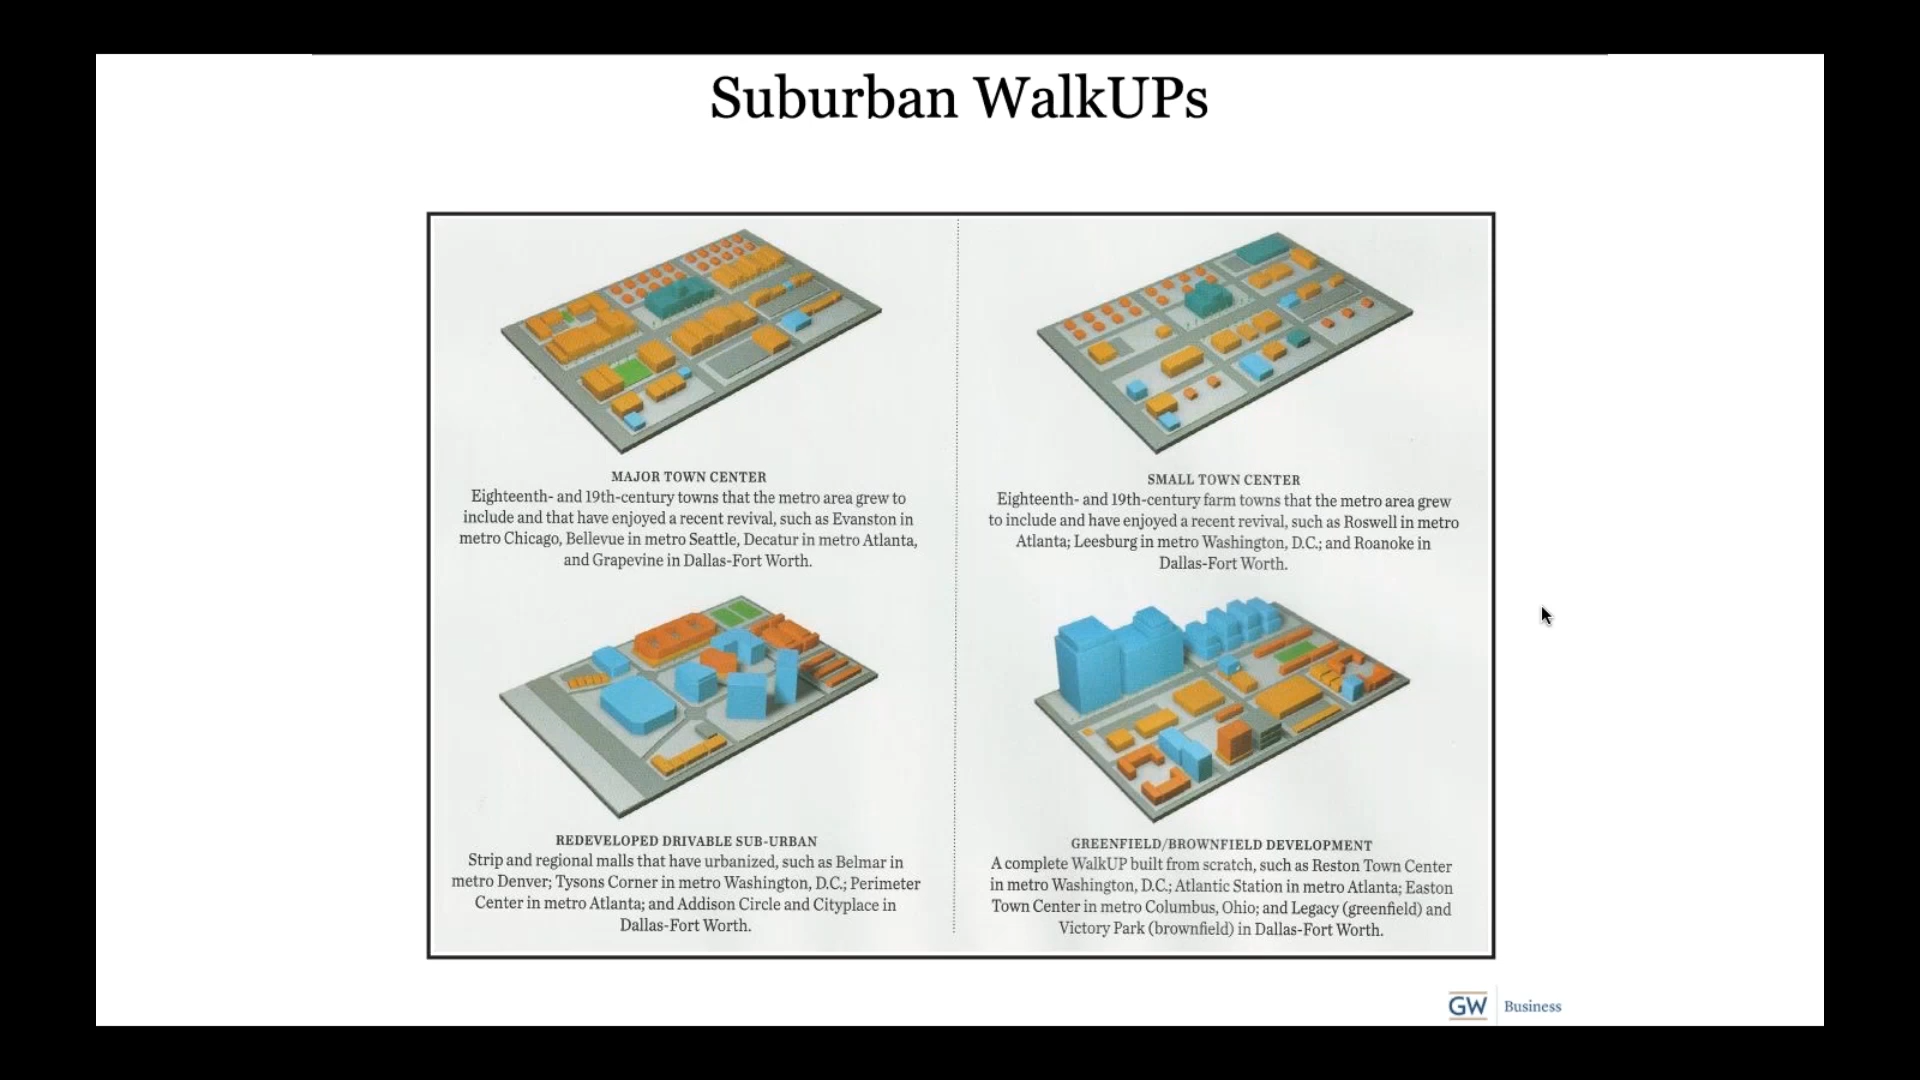 Suburban WalkUPs
MAJOR TOWN CENTER
Eighteenth- and 19th-century towns that the metro area grew to
include and that have enjoyed a recent revival, such as Evanston in
metro Chicago, Bellevue in metro Seattle, Decatur in metro Atlanta,
and Grapevine in Dallas-Fort Worth.
SMALL TOWN CENTER
Eighteenth- and 19th-century farm towns that the metro area grew
to include and have enjoyed a recent revival, such as Roswell in metro
Atlanta; Leesburg in metro Washington, D.C.; and Roanoke in
Dallas-Fort Worth.
REDEVELOPED DRIVABLE SUB-URBAN
Strip and regional malls that have urbanized, such as Belmar in
metro Denver; Tysons Corner in metro Washington, D.C.; Perimeter
Center in metro Atlanta; and Addison Circle and Cityplace in
Dallas-Fort Worth.
GREENFIELD/BROWNFIELD DEVELOPMENT
A complete WalkUP built from scratch, such as Reston Town Center
in metro Washington, D.C.; Atlantic Station in metro Atlanta; Easton
Town Center in metro Columbus, Ohio; and Legacy (greenfield) and
Victory Park (brownfield) in Dallas-Fort Worth.
GW Business